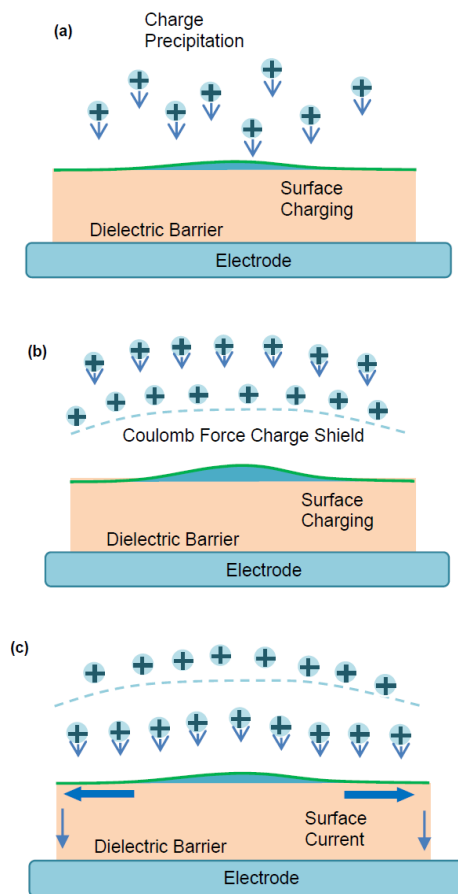 (a)
Charge
Precipitation
Surface
Charging
Dielectric Barrier
Electrode
(b)
Coulomb Force Charge Shield
Surface
Charging
Dielectric Barrier
Electrode
(c)
Surface
Current
Dielectric Barrier
Electrode